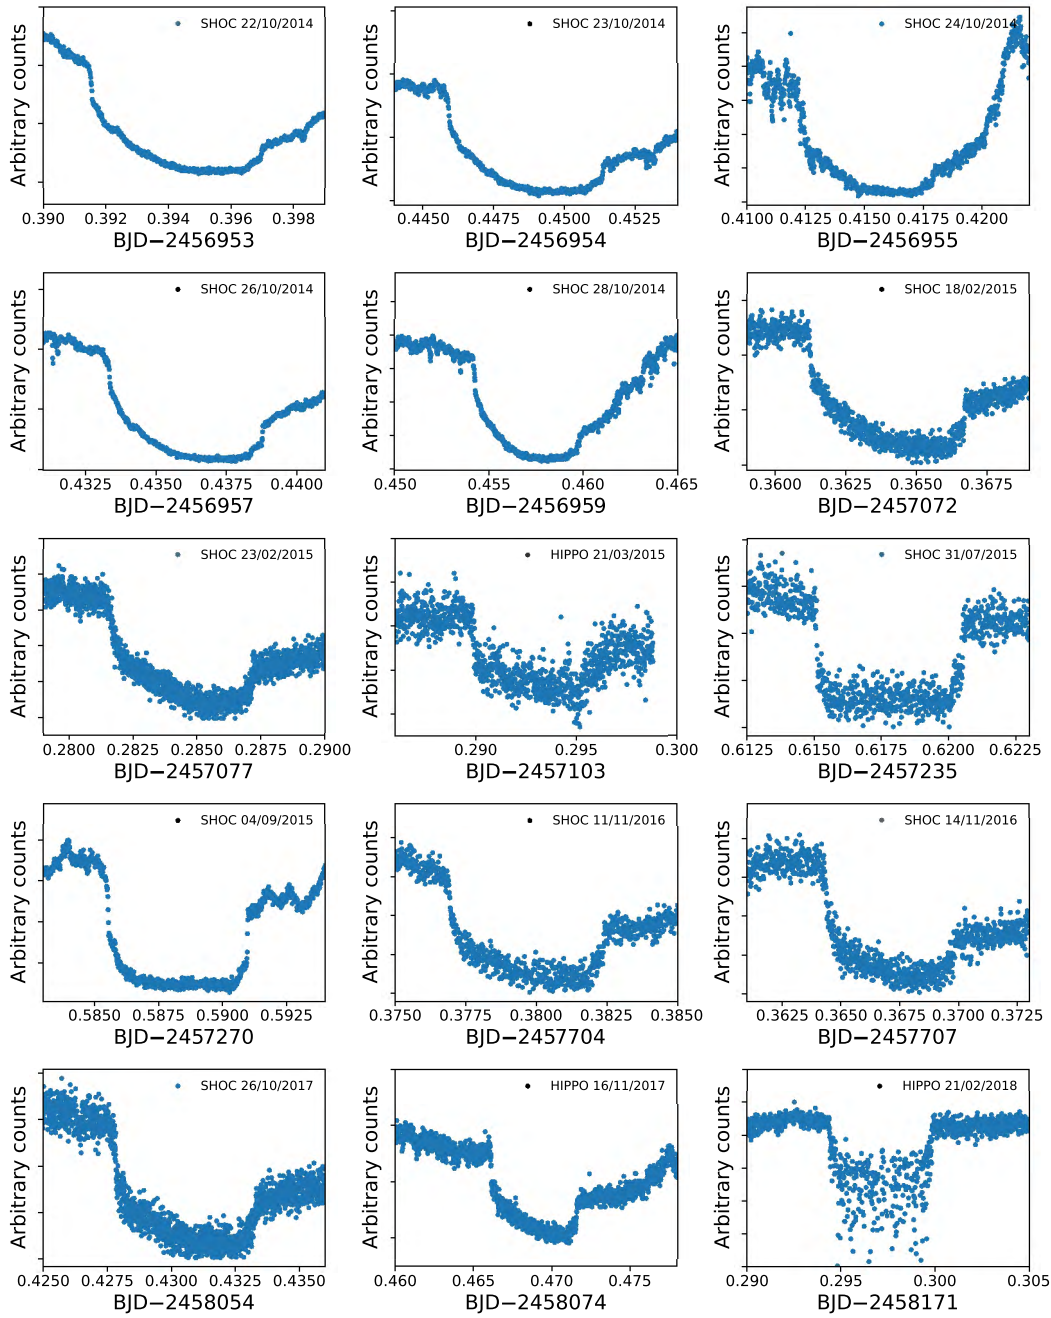 Arbitrary counts
SHOC 22/10/2014
0.390 0.392 0.394 0.396 0.398
BJD−2456953
Arbitrary counts
SHOC 23/10/2014
0.4450 0.4475 0.4500 0.4525
BJD−2456954
Arbitrary counts
SHOC 24/10/2014
0.4100 0.4125 0.4150 0.4175 0.4200
BJD−2456955
Arbitrary counts
SHOC 26/10/2014
0.4325 0.4350 0.4375 0.4400
BJD−2456957
Arbitrary counts
SHOC 28/10/2014
0.450 0.455 0.460 0.465
BJD−2456959
Arbitrary counts
SHOC 18/02/2015
0.3600 0.3625 0.3650 0.3675
BJD−2457072
Arbitrary counts
SHOC 23/02/2015
0.2800 0.2825 0.2850 0.2875 0.2900
BJD−2457077
Arbitrary counts
HIPPO 21/03/2015
0.290 0.295 0.300
BJD−2457103
Arbitrary counts
SHOC 31/07/2015
0.6125 0.6150 0.6175 0.6200 0.6225
BJD−2457235
Arbitrary counts
SHOC 04/09/2015
0.5850 0.5875 0.5900 0.5925
BJD−2457270
Arbitrary counts
SHOC 11/11/2016
0.3750 0.3775 0.3800 0.3825 0.3850
BJD−2457704
Arbitrary counts
SHOC 14/11/2016
0.3625 0.3650 0.3675 0.3700 0.3725
BJD−2457707
Arbitrary counts
SHOC 26/10/2017
0.4250 0.4275 0.4300 0.4325 0.4350
BJD−2458054
Arbitrary counts
HIPPO 16/11/2017
0.460 0.465 0.470 0.475
BJD−2458074
Arbitrary counts
HIPPO 21/02/2018
0.290 0.295 0.300 0.305
BJD−2458171